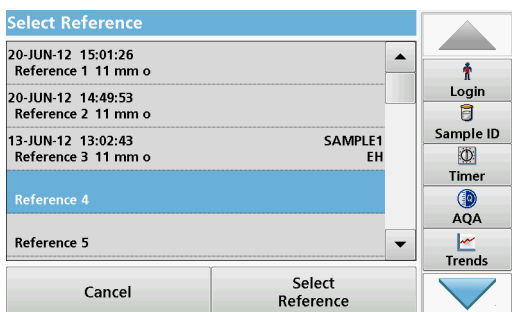 Select Reference
20-JUN-12 15:01:26
Reference 1 11 mm o
20-JUN-12 14:49:53
Reference 2 11 mm o
13-JUN-12 13:02:43 SAMPLE1
Reference 3 11 mm o EH
Reference 4
Reference 5
Cancel
Select
Reference
Login
Sample ID
Timer
AQA
Trends